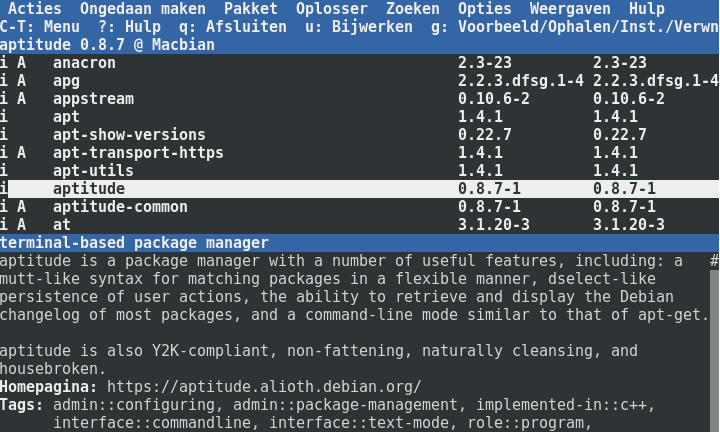 Acties  Ongedaan maken  Pakket  Oplosser  Zoeken  Opties  Weergaven  Hulp
C-T: Menu  ?: Hulp  q: Afsluiten  u: Bijwerken  g: Voorbeeld/Ophalen/Inst./Verwn
aptitude 0.8.7 @ Macbian
i A   anacron   2.3-23   2.3-23
i A   apg   2.2.3.dfsg.1-4 2.2.3.dfsg.1-4
i A   appstream   0.10.6-2   0.10.6-2
i     apt   1.4.1   1.4.1
i     apt-show-versions   0.22.7   0.22.7
i A   apt-transport-https   1.4.1   1.4.1
i     apt-utils   1.4.1   1.4.1
i     aptitude   0.8.7-1   0.8.7-1
i A   aptitude-common   0.8.7-1   0.8.7-1
i A   at   3.1.20-3   3.1.20-3
terminal-based package manager
aptitude is a package manager with a number of useful features, including: a   #
mutt-like syntax for matching packages in a flexible manner, dselect-like
persistence of user actions, the ability to retrieve and display the Debian
changelog of most packages, and a command-line mode similar to that of apt-get.
aptitude is also Y2K-compliant, non-fattening, naturally cleansing, and
housebroken.
Homepagina: https://aptitude.alioth.debian.org/
Tags: admin::configuring, admin::package-management, implemented-in::c++,
interface::commandline, interface::text-mode, role::program,